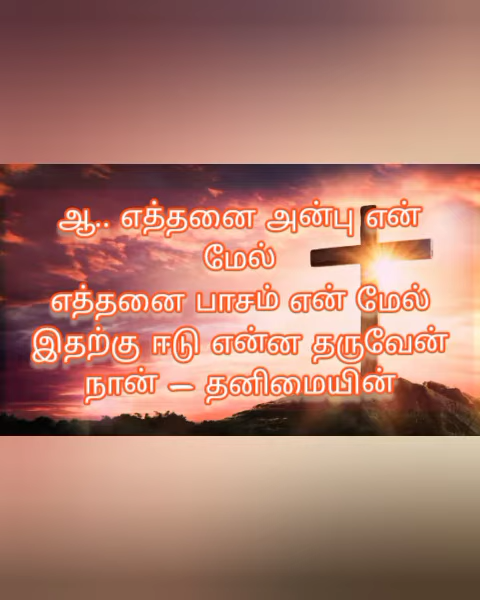 ஆ.. எத்தனை அன்பு என்
மேல்
எத்தனை பாசம் என் மேல்
இதற்கு ஈடு என்ன தருவேன்
நான் – தனிமையின்